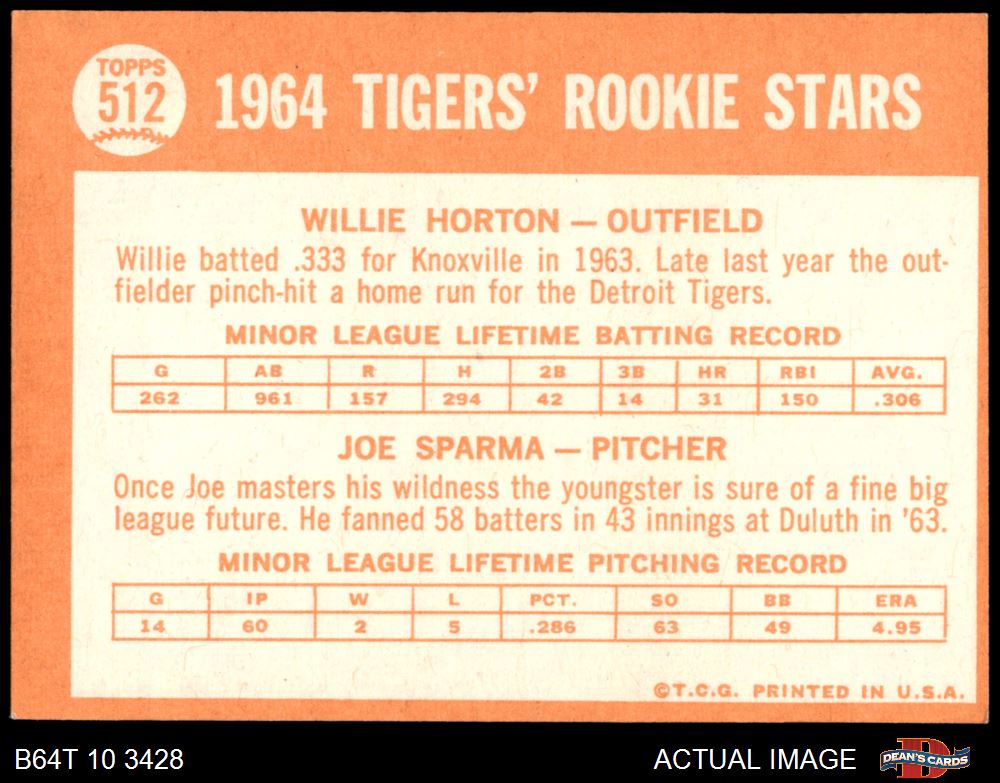 TOPPS
512
1964 TIGERS' ROOKIE STARS
WILLIE HORTON — OUTFIELD
Willie batted .333 for Knoxville in 1963. Late last year the out-
fielder pinch-hit a home run for the Detroit Tigers.
MINOR LEAGUE LIFETIME BATTING RECORD
G AB R H 2B 3B HR RBI AVG.
262 961 157 294 42 14 31 150 .306
JOE SPARMA — PITCHER
Once Joe masters his wildness the youngster is sure of a fine big
league future. He fanned 58 batters in 43 innings at Duluth in '63.
MINOR LEAGUE LIFETIME PITCHING RECORD
G IP W L PCT. SO BB ERA
14 60 2 5 .286 63 49 4.95
©T.C.G. PRINTED IN U.S.A.
B64T 10 3428 ACTUAL IMAGE D DEAN'S CARDS